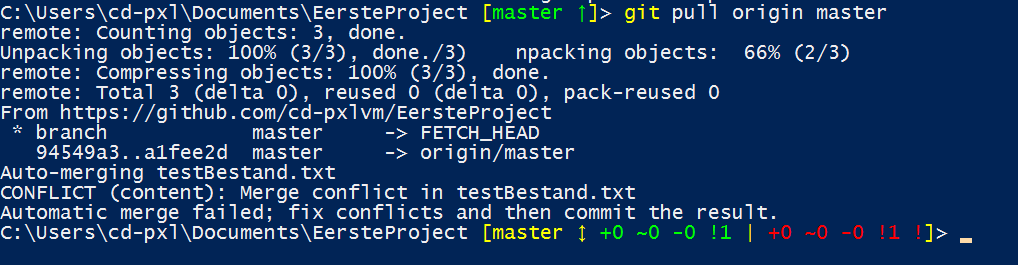 C:\Users\cd-pxl\Documents\EersteProject [master ↑]> git pull origin master
remote: Counting objects: 3, done.
Unpacking objects: 100% (3/3), done./3)    npacking objects:  66% (2/3)
remote: Compressing objects: 100% (3/3), done.
remote: Total 3 (delta 0), reused 0 (delta 0), pack-reused 0
From https://github.com/cd-pxlvm/EersteProject
 * branch            master     -> FETCH_HEAD
   94549a3..a1fee2d  master     -> origin/master
Auto-merging testBestand.txt
CONFLICT (content): Merge conflict in testBestand.txt
Automatic merge failed; fix conflicts and then commit the result.
C:\Users\cd-pxl\Documents\EersteProject [master ↕ +0 ~0 -0 !1 | +0 ~0 -0 !1 !]> _